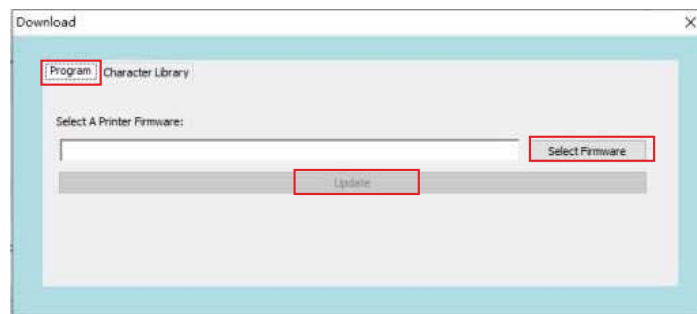 Download
Program Character Library
Select A Printer Firmware:
Select Firmware
Update